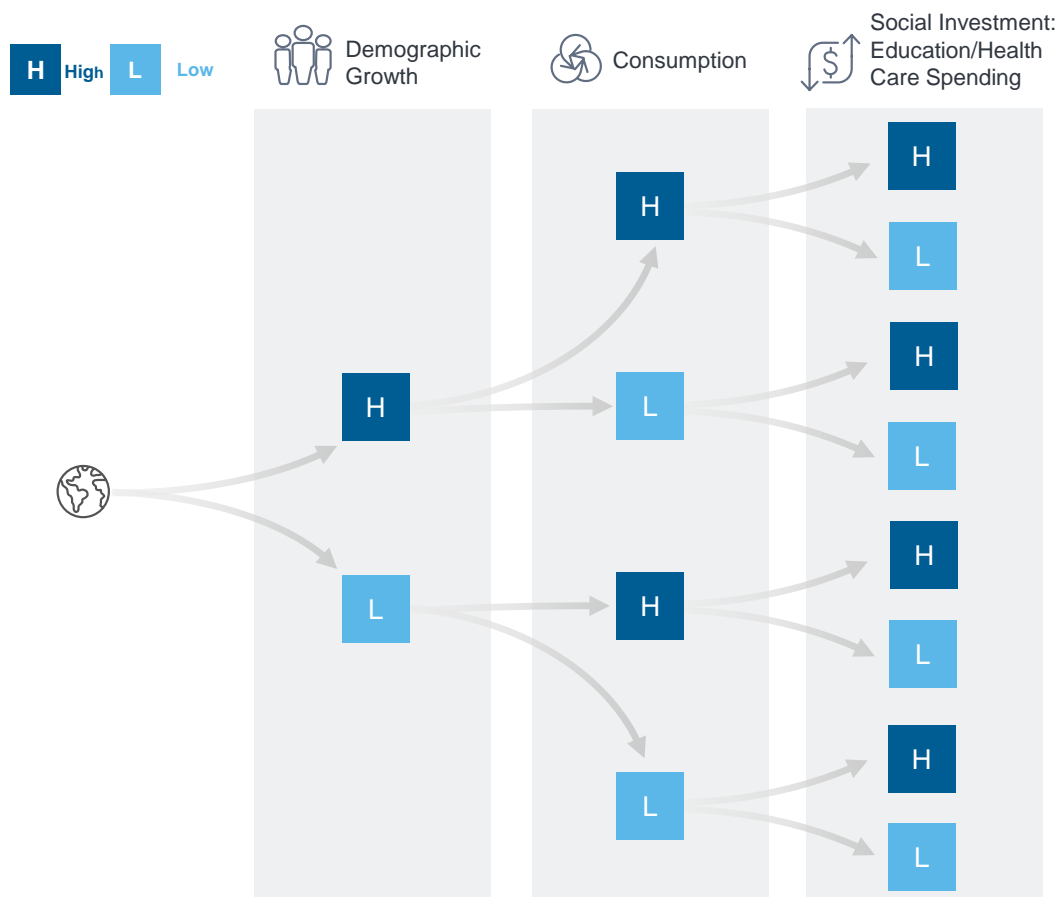 H High L Low
Demographic
Growth
Consumption
Social Investment:
Education/Health
Care Spending
$
H
H
L
H
H
L
L
H
L
H
L
L
H
L